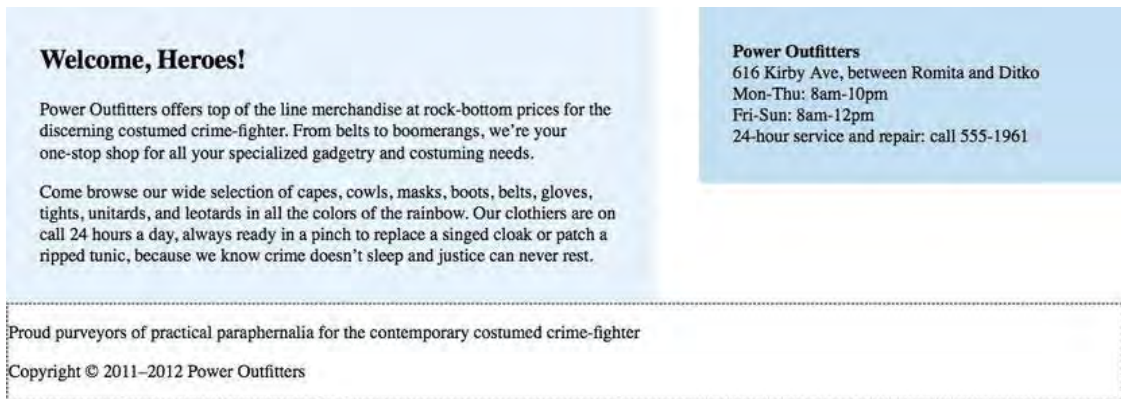 Welcome, Heroes!
Power Outfitters offers top of the line merchandise at rock-bottom prices for the
discerning costumed crime-fighter. From belts to boomerangs, we’re your
one-stop shop for all your specialized gadgetry and costuming needs.
Come browse our wide selection of capes, cowls, masks, boots, belts, gloves,
tights, unitards, and leotards in all the colors of the rainbow. Our clothiers are on
call 24 hours a day, always ready in a pinch to replace a singed cloak or patch a
ripped tunic, because we know crime doesn’t sleep and justice can never rest.
Power Outfitters
616 Kirby Ave, between Romita and Ditko
Mon-Thu: 8am-10pm
Fri-Sun: 8am-12pm
24-hour service and repair: call 555-1961
Proud purveyors of practical paraphernalia for the contemporary costumed crime-fighter
Copyright © 2011–2012 Power Outfitters